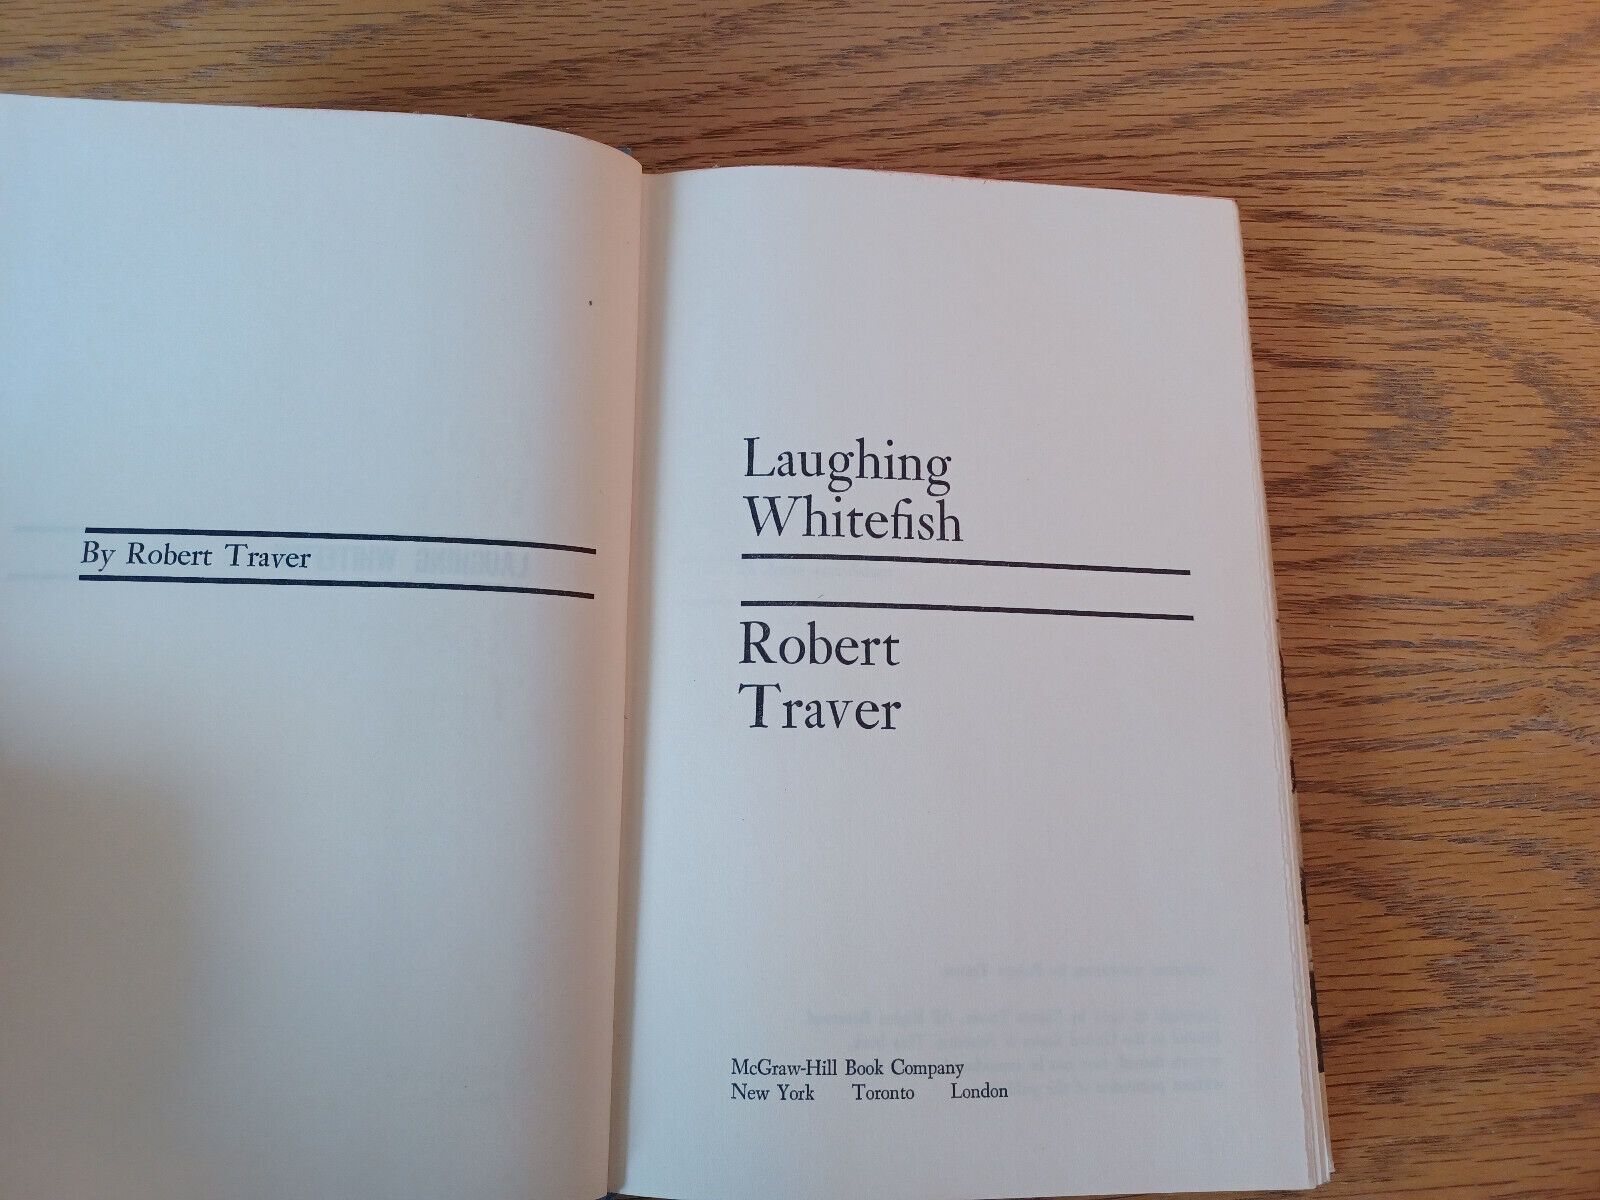 By Robert Traver
Laughing
Whitefish
Robert
Traver
McGraw-Hill Book Company
New York Toronto London